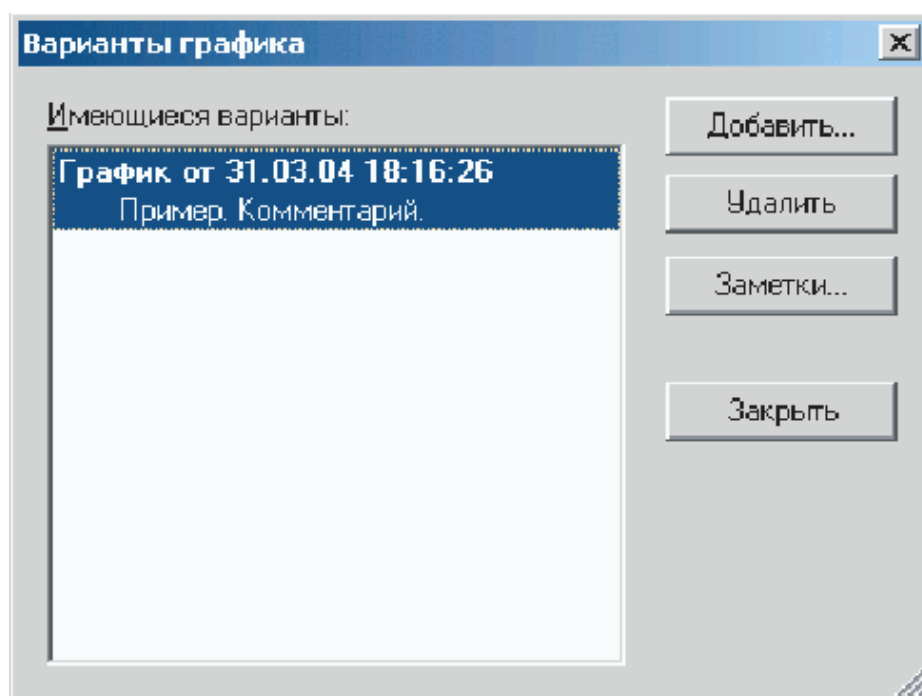 Варианты графика
Имеющиеся варианты:
График от 31.03.04 18:16:26
Пример. Комментарий.
Добавить...
Удалить
Заметки...
Закрыть